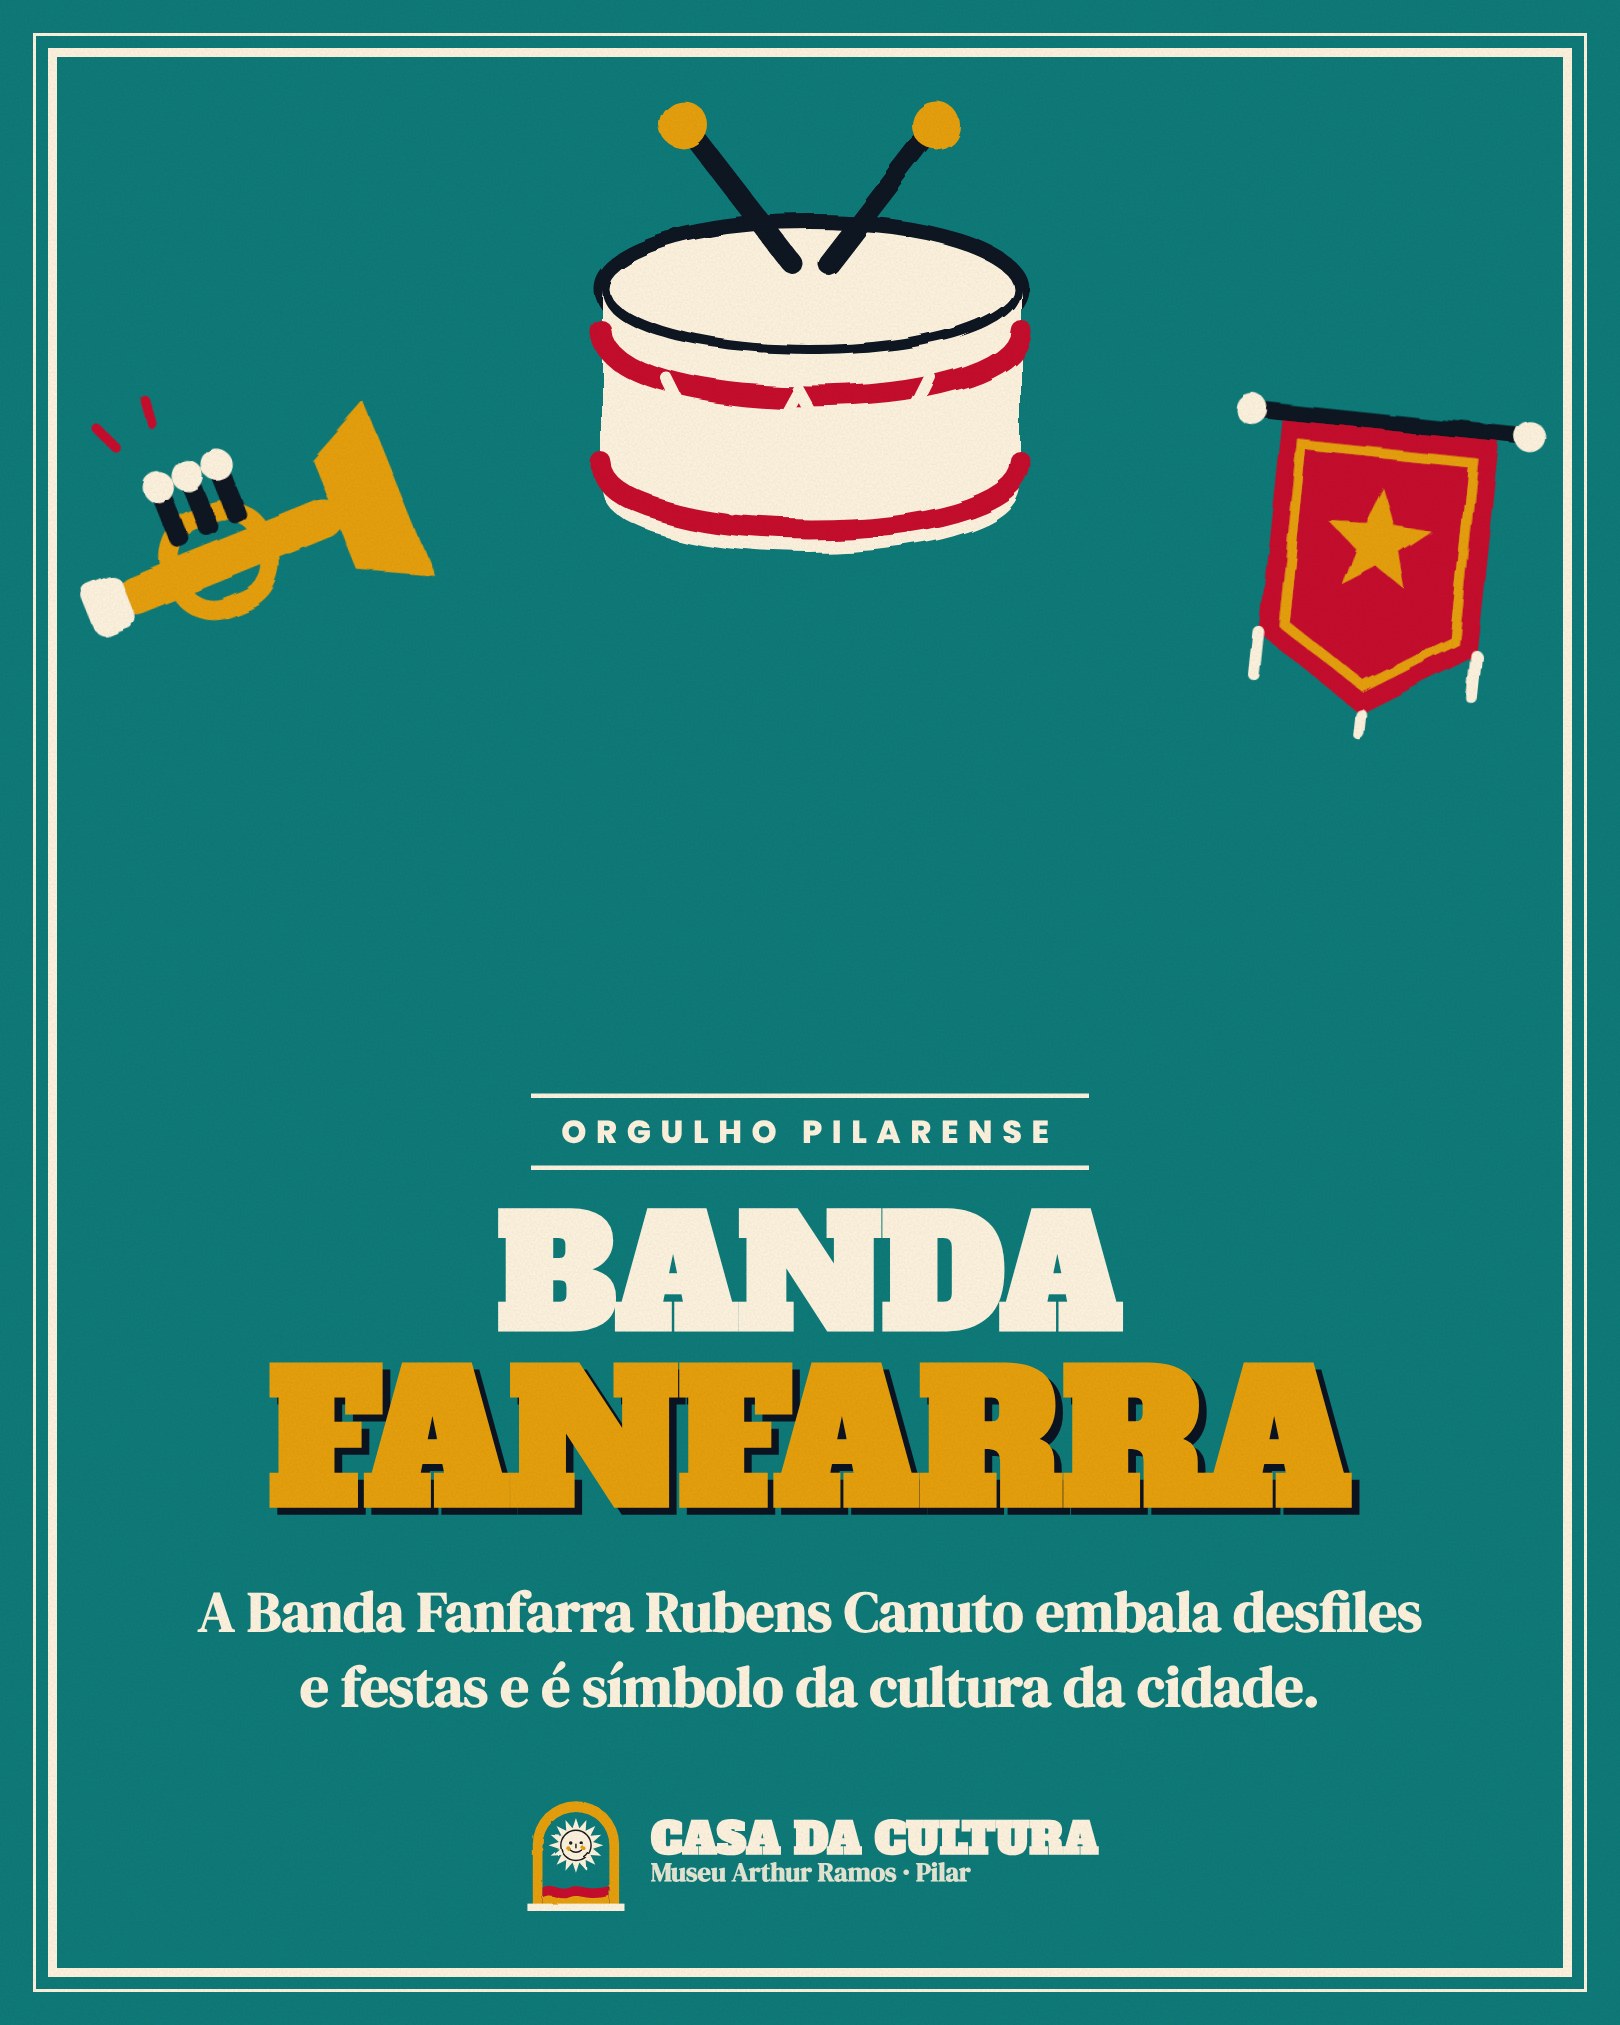 ORGULHO PILARENSE
BANDA
FANFARRA
A Banda Fanfarra Rubens Canuto embala desfiles
e festas e é símbolo da cultura da cidade.
CASA DA CULTURA
Museu Arthur Ramos · Pilar